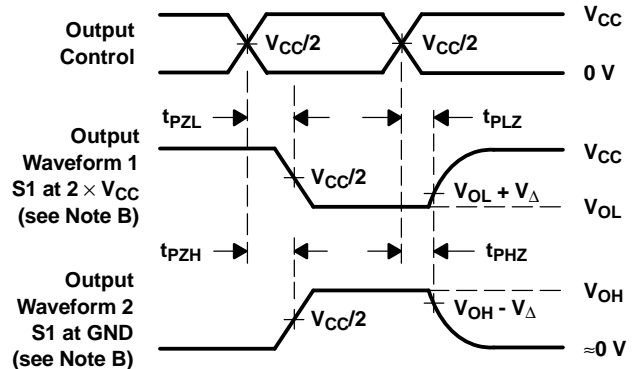 Output
Control
V_CC/2
V_CC/2
V_CC
0 V
t_PZL
t_PLZ
Output
Waveform 1
S1 at 2 × V_CC
(see Note B)
V_CC/2
V_OL + V_Δ
V_CC
V_OL
t_PZH
t_PHZ
Output
Waveform 2
S1 at GND
(see Note B)
V_CC/2
V_OH - V_Δ
V_OH
≈0 V